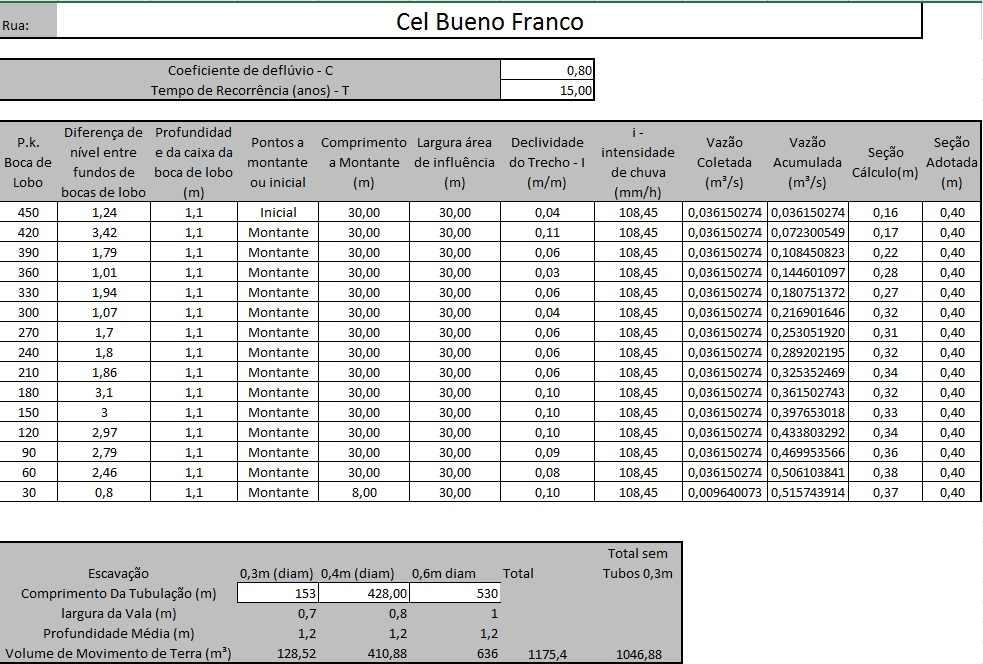 Rua: Cel Bueno Franco
Coeficiente de deflúvio - C 0,80
Tempo de Recorrência (anos) - T 15,00
P.k. Boca de Lobo Diferença de nível entre fundos de bocas de lobo Profundidad e da caixa da boca de lobo (m) Pontos a montante ou inicial Comprimento a Montante (m) Largura área de influência (m) Declividade do Trecho - I (m/m) i - intensidade de chuva (mm/h) Vazão Coletada (m³/s) Vazão Acumulada (m³/s) Seção Cálculo(m) Seção Adotada (m)
450 1,24 1,1 Inicial 30,00 30,00 0,04 108,45 0,036150274 0,036150274 0,16 0,40
420 3,42 1,1 Montante 30,00 30,00 0,11 108,45 0,036150274 0,072300549 0,17 0,40
390 1,79 1,1 Montante 30,00 30,00 0,06 108,45 0,036150274 0,108450823 0,22 0,40
360 1,01 1,1 Montante 30,00 30,00 0,03 108,45 0,036150274 0,144601097 0,28 0,40
330 1,94 1,1 Montante 30,00 30,00 0,06 108,45 0,036150274 0,180751372 0,27 0,40
300 1,07 1,1 Montante 30,00 30,00 0,04 108,45 0,036150274 0,216901646 0,32 0,40
270 1,7 1,1 Montante 30,00 30,00 0,06 108,45 0,036150274 0,253051920 0,31 0,40
240 1,8 1,1 Montante 30,00 30,00 0,06 108,45 0,036150274 0,289202195 0,32 0,40
210 1,86 1,1 Montante 30,00 30,00 0,06 108,45 0,036150274 0,325352469 0,34 0,40
180 3,1 1,1 Montante 30,00 30,00 0,10 108,45 0,036150274 0,361502743 0,32 0,40
150 3 1,1 Montante 30,00 30,00 0,10 108,45 0,036150274 0,397653018 0,33 0,40
120 2,97 1,1 Montante 30,00 30,00 0,10 108,45 0,036150274 0,433803292 0,34 0,40
90 2,79 1,1 Montante 30,00 30,00 0,09 108,45 0,036150274 0,469953566 0,36 0,40
60 2,46 1,1 Montante 30,00 30,00 0,08 108,45 0,036150274 0,506103841 0,38 0,40
30 0,8 1,1 Montante 8,00 30,00 0,10 108,45 0,009640073 0,515743914 0,37 0,40
Escavação 0,3m (diam) 0,4m (diam) 0,6m diam Total Total sem Tubos 0,3m
Comprimento Da Tubulação (m) 153 428,00 530
largura da Vala (m) 0,7 0,8 1
Profundidade Média (m) 1,2 1,2 1,2
Volume de Movimento de Terra (m³) 128,52 410,88 636 1175,4 1046,88